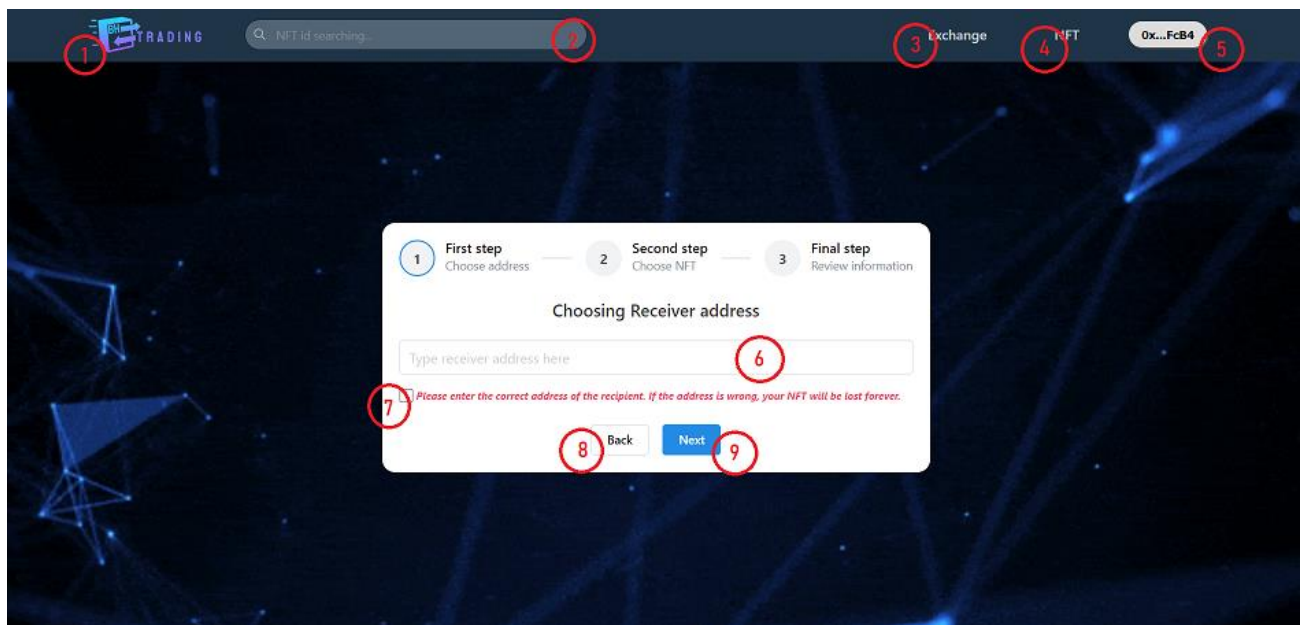 BH
TRADING
NFT id searching...
Exchange
NFT
0x...FcB4
1
2
3
4
5
1 First step
Choose address
2 Second step
Choose NFT
3 Final step
Review information
Choosing Receiver address
Type receiver address here
6
7
Please enter the correct address of the recipient. If the address is wrong, your NFT will be lost forever.
8
Back
Next
9